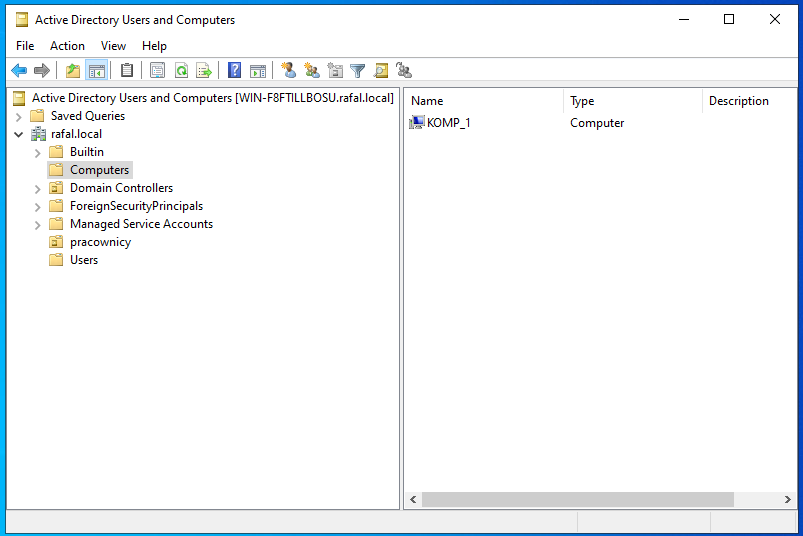 Active Directory Users and Computers
File Action View Help
Active Directory Users and Computers [WIN-F8FTILLBOSU.rafal.local]
Saved Queries
rafal.local
Builtin
Computers
Domain Controllers
ForeignSecurityPrincipals
Managed Service Accounts
pracownicy
Users
Name Type Description
KOMP_1 Computer